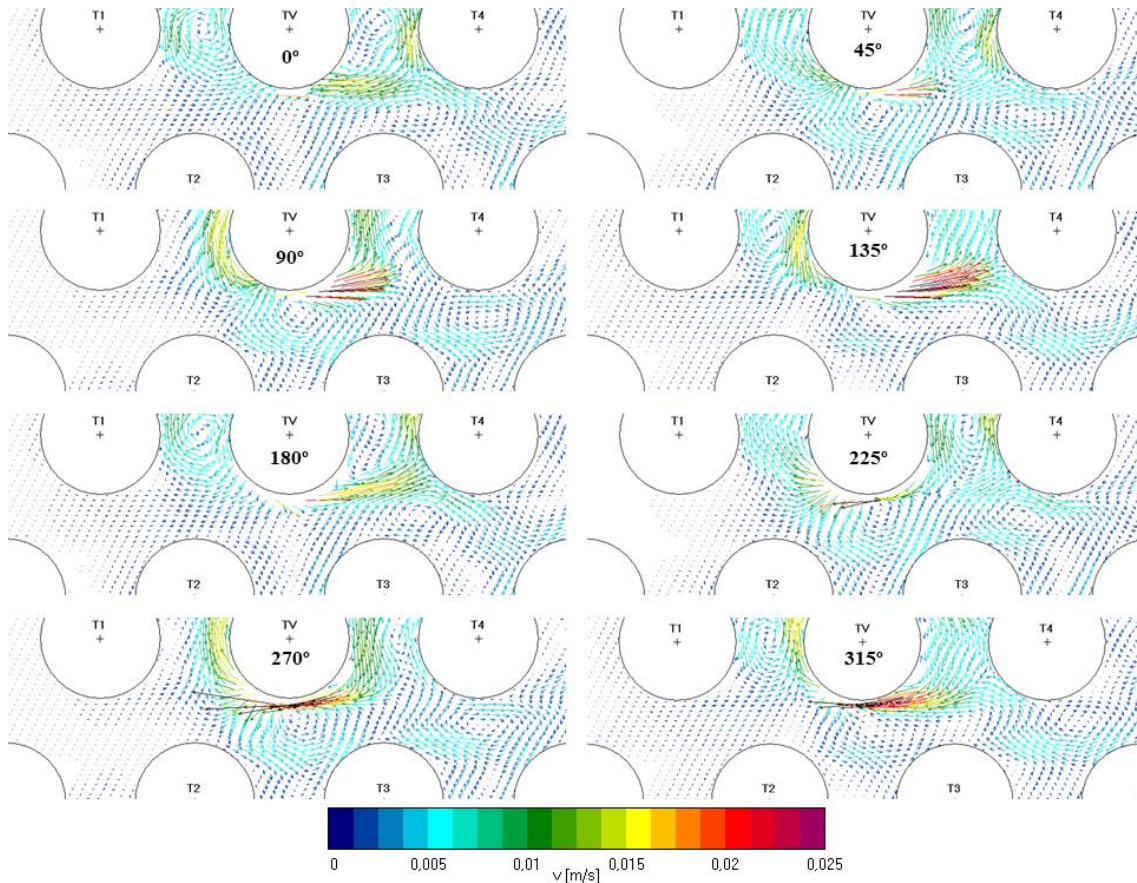 T1 TV T4 T1 TV T4
0° 45°
T2 T3 T2 T3
T1 TV T4 T1 TV T4
90° 135°
T2 T3 T2 T3
T1 TV T4 T1 TV T4
180° 225°
T2 T3 T2 T3
T1 TV T4 T1 TV T4
270° 315°
T2 T3 T2 T3
0 0,005 0,01 0,015 0,02 0,025
v [m/s]